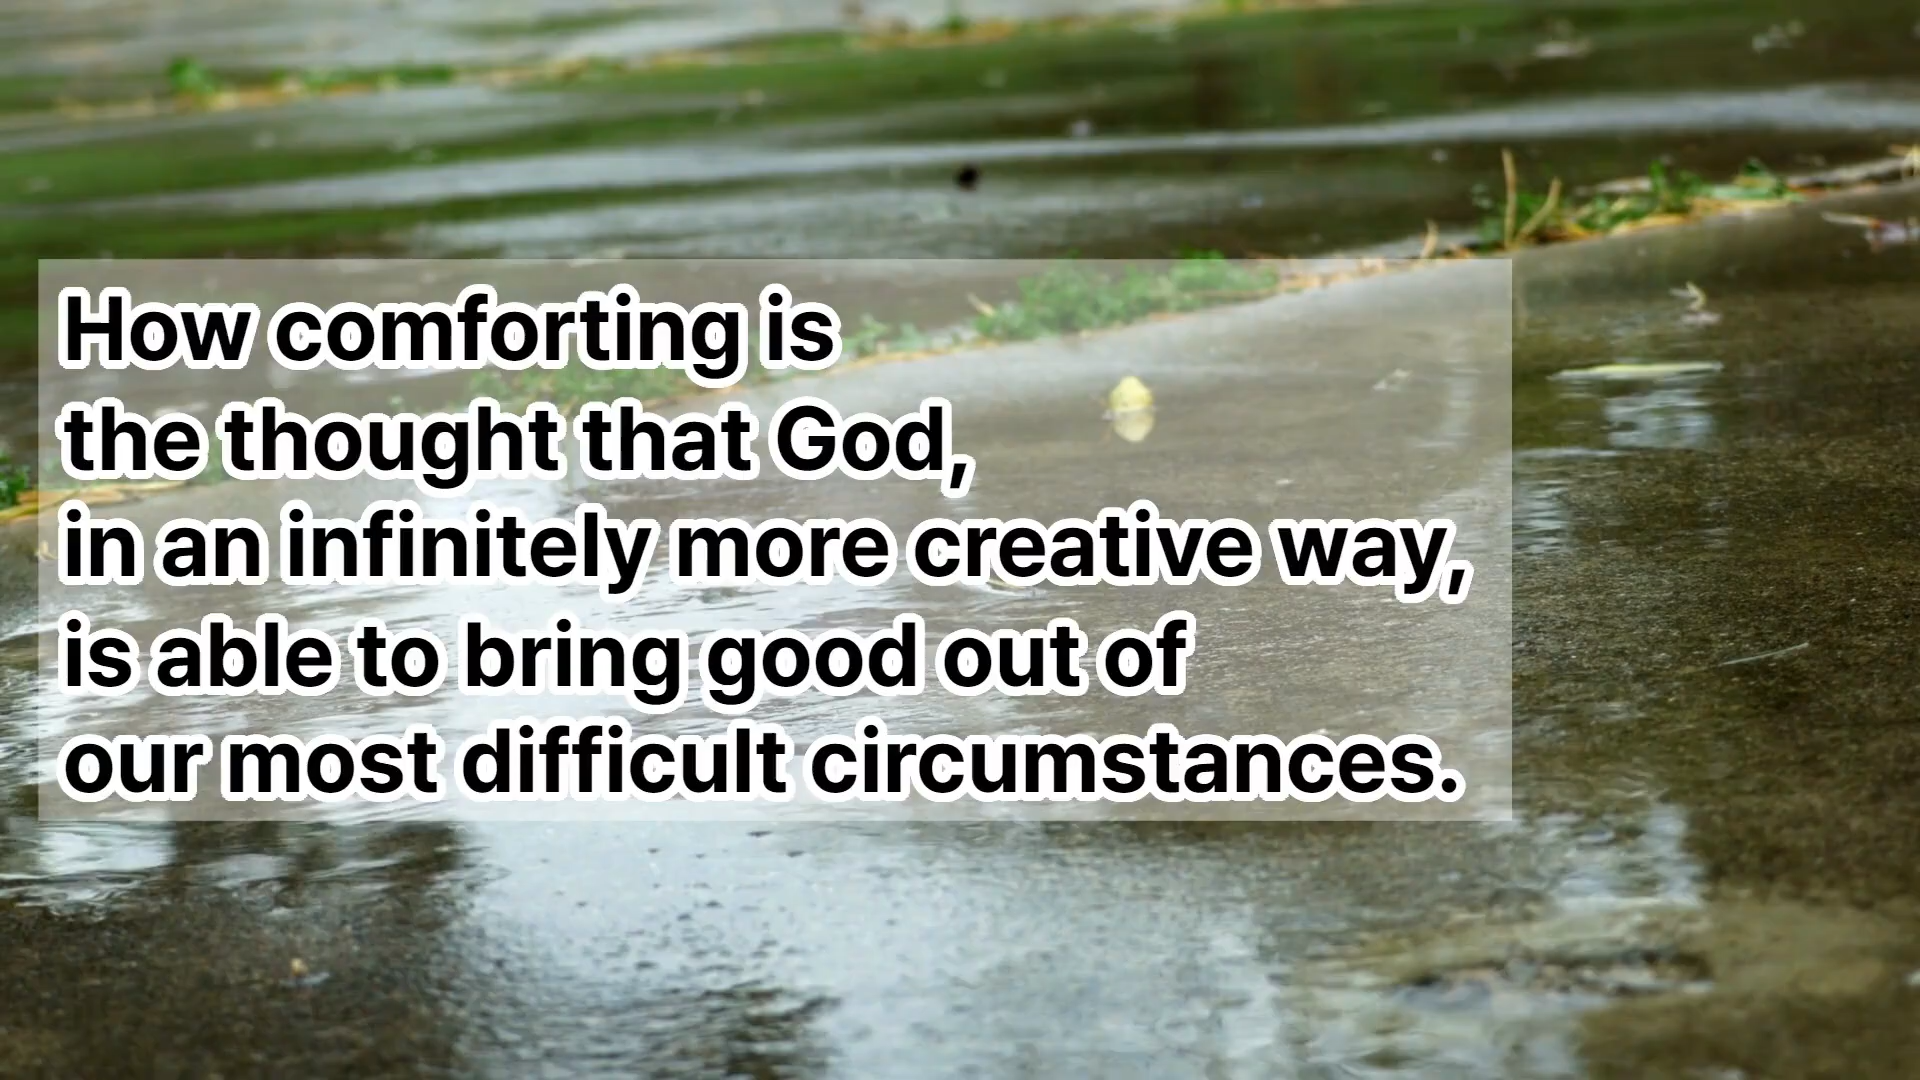 How comforting is
the thought that God,
in an infinitely more creative way,
is able to bring good out of
our most difficult circumstances.